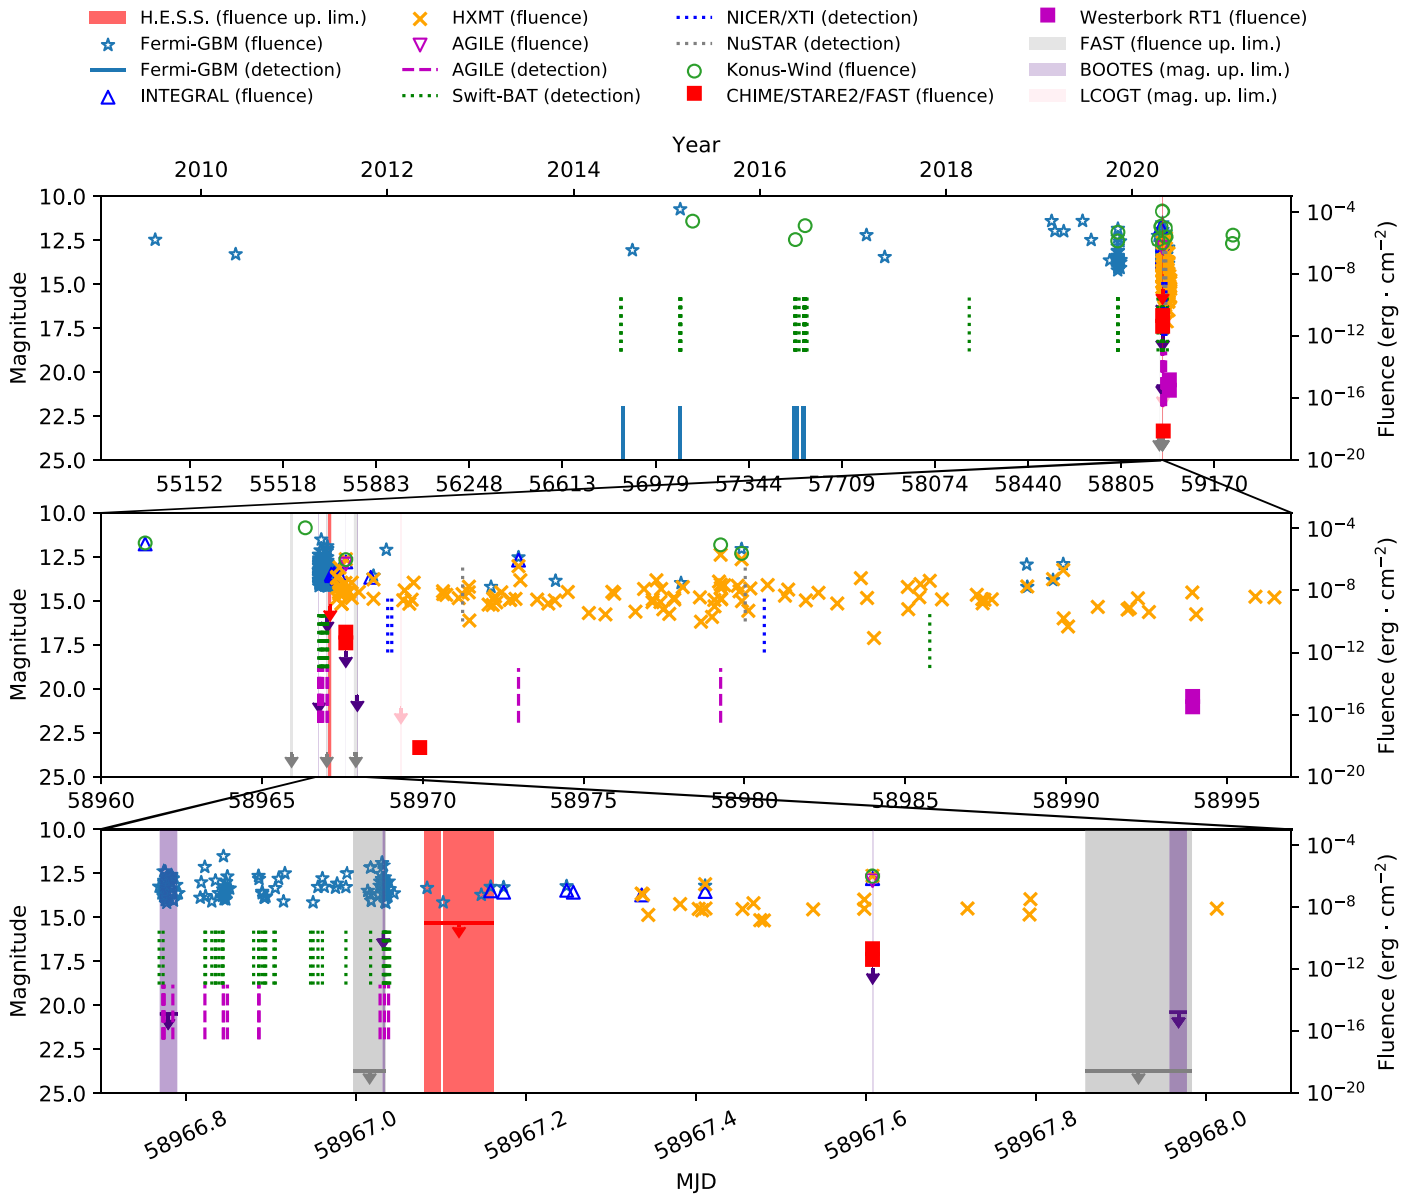 H.E.S.S. (fluence up. lim.)
Fermi-GBM (fluence)
Fermi-GBM (detection)
INTEGRAL (fluence)
HXMT (fluence)
AGILE (fluence)
AGILE (detection)
Swift-BAT (detection)
NICER/XTI (detection)
NuSTAR (detection)
Konus-Wind (fluence)
CHIME/STARE2/FAST (fluence)
Westerbork RT1 (fluence)
FAST (fluence up. lim.)
BOOTES (mag. up. lim.)
LCOGT (mag. up. lim.)
Year
2010 2012 2014 2016 2018 2020
Magnitude
10.0
12.5
15.0
17.5
20.0
22.5
25.0
10⁻⁴
10⁻⁸
10⁻¹²
10⁻¹⁶
10⁻²⁰
Fluence (erg · cm⁻²)
55152 55518 55883 56248 56613 56979 57344 57709 58074 58440 58805 59170
Magnitude
10.0
12.5
15.0
17.5
20.0
22.5
25.0
10⁻⁴
10⁻⁸
10⁻¹²
10⁻¹⁶
10⁻²⁰
Fluence (erg · cm⁻²)
58960 58965 58970 58975 58980 58985 58990 58995
Magnitude
10.0
12.5
15.0
17.5
20.0
22.5
25.0
10⁻⁴
10⁻⁸
10⁻¹²
10⁻¹⁶
10⁻²⁰
Fluence (erg · cm⁻²)
58966.8 58967.0 58967.2 58967.4 58967.6 58967.8 58968.0
MJD